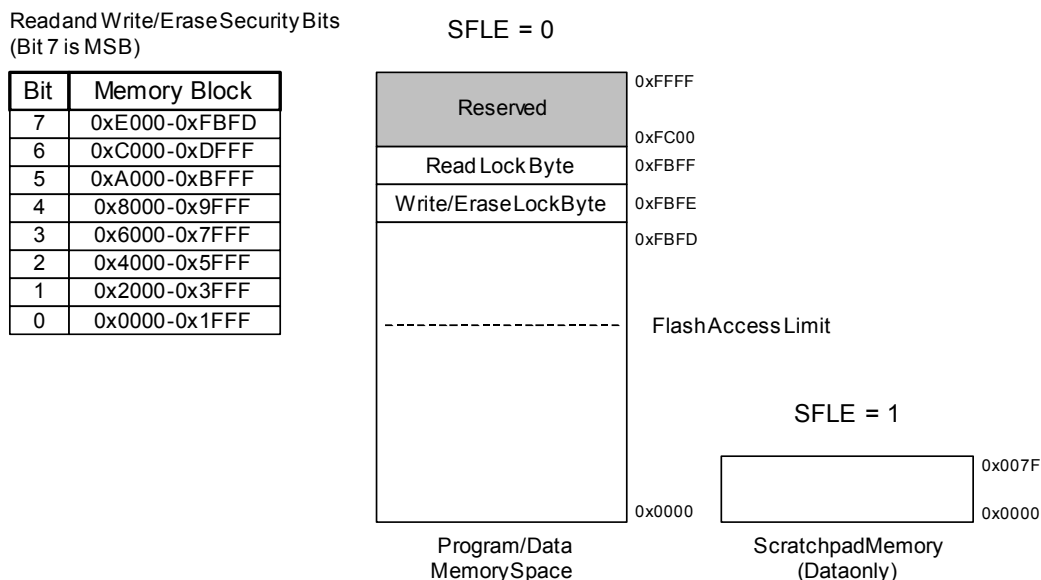 Read and Write/Erase Security Bits
(Bit 7 is MSB)
Bit Memory Block
7 0xE000-0xFBFD
6 0xC000-0xDFFF
5 0xA000-0xBFFF
4 0x8000-0x9FFF
3 0x6000-0x7FFF
2 0x4000-0x5FFF
1 0x2000-0x3FFF
0 0x0000-0x1FFF
SFLE = 0
Reserved
0xFFFF
0xFC00
Read Lock Byte
0xFBFF
Write/Erase Lock Byte
0xFBFE
0xFBFD
Flash Access Limit
0x0000
Program/Data
Memory Space
SFLE = 1
0x007F
0x0000
Scratchpad Memory
(Data only)